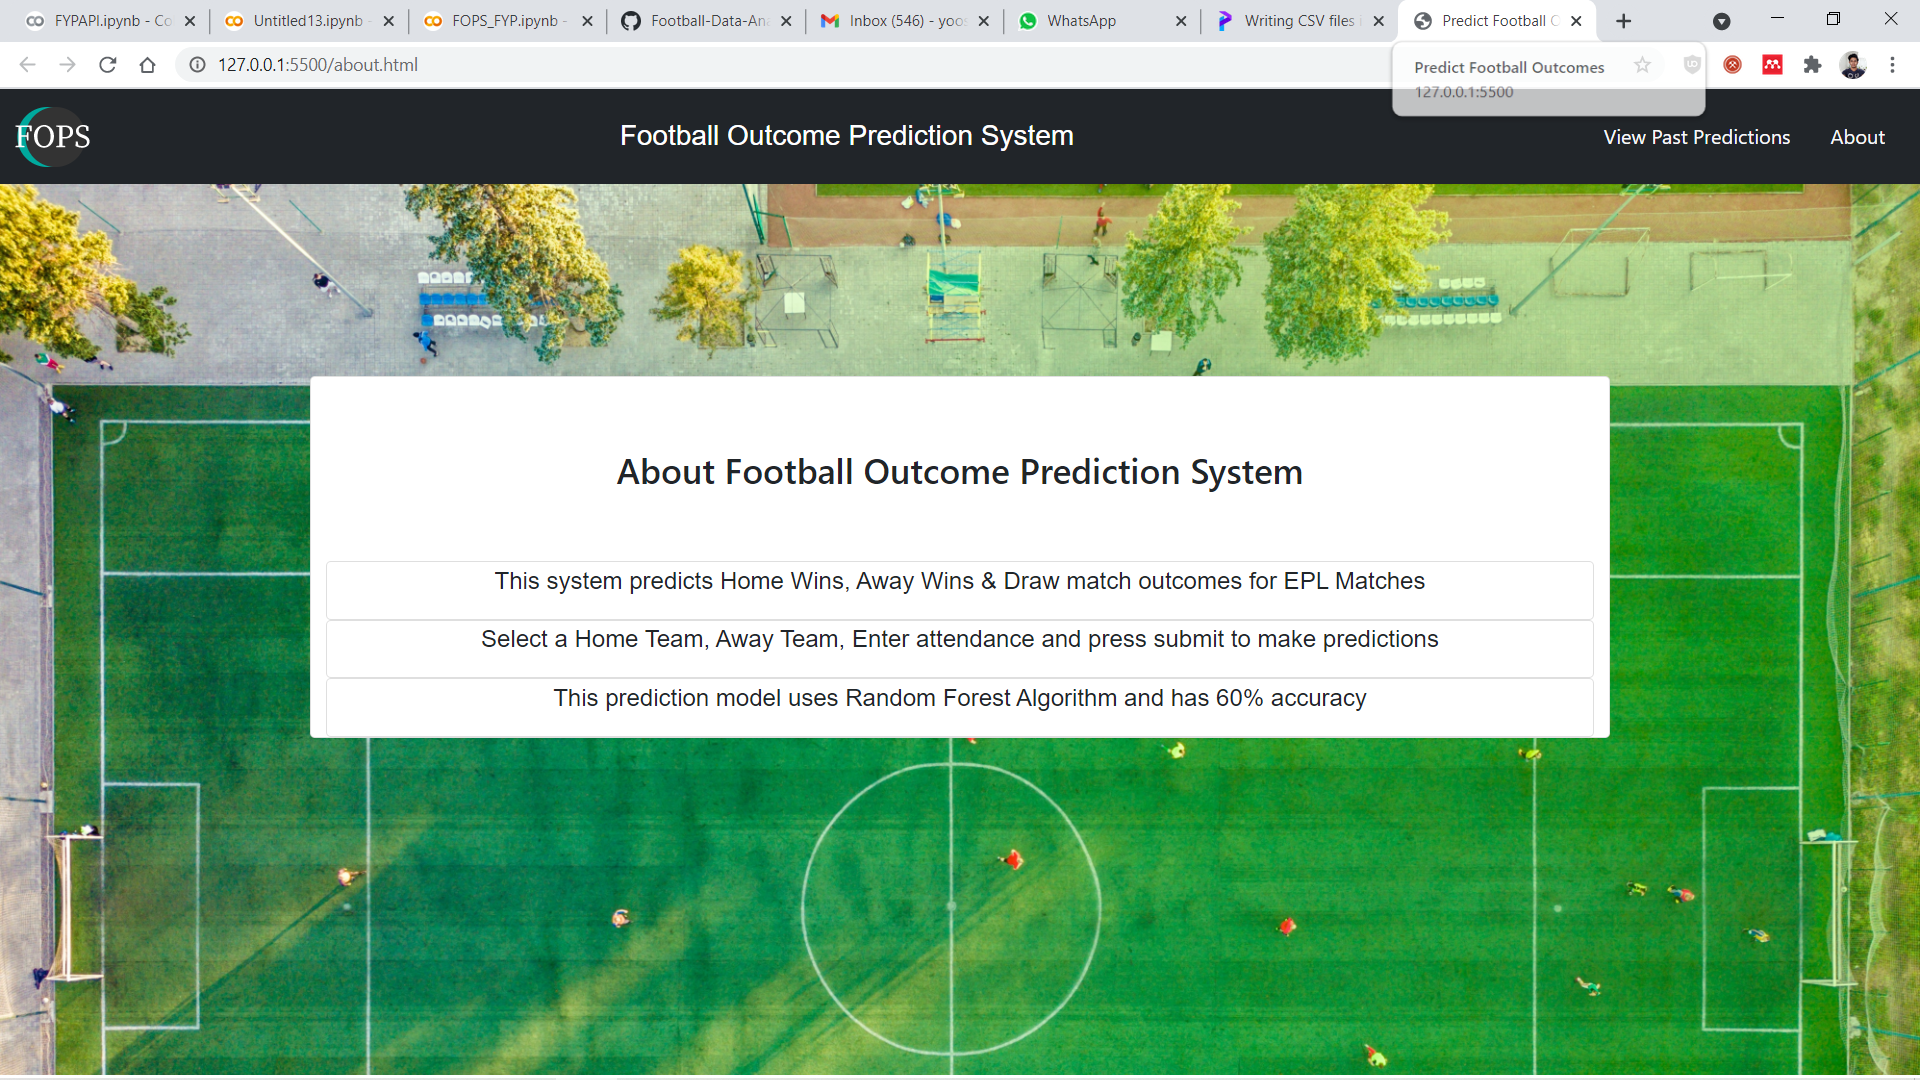 FYPAPI.ipynb - Co
Untitled13.ipynb -
FOPS_FYP.ipynb -
Football-Data-Ana
Inbox (546) - yoos
WhatsApp
Writing CSV files i
Predict Football O
127.0.0.1:5500/about.html
Predict Football Outcomes
127.0.0.1:5500
FOPS
Football Outcome Prediction System
View Past Predictions
About
About Football Outcome Prediction System
This system predicts Home Wins, Away Wins & Draw match outcomes for EPL Matches
Select a Home Team, Away Team, Enter attendance and press submit to make predictions
This prediction model uses Random Forest Algorithm and has 60% accuracy